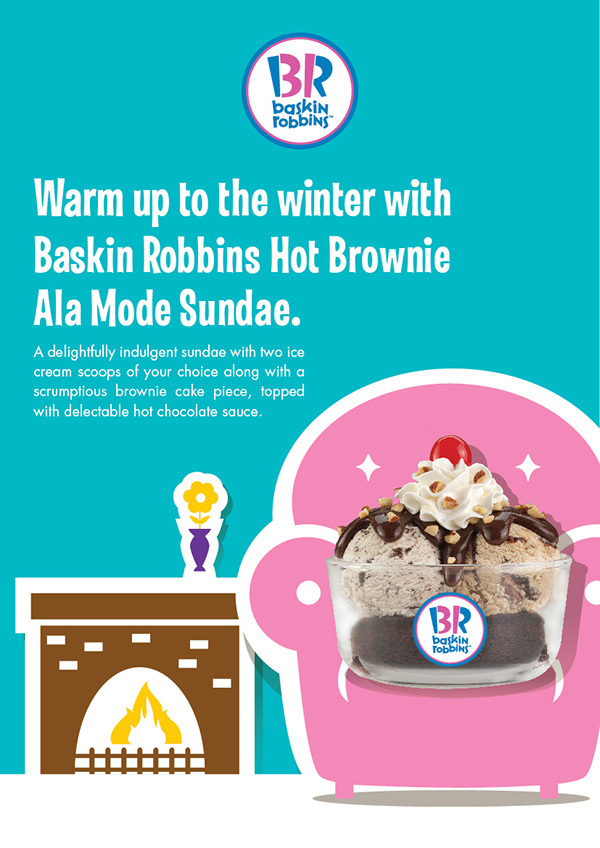 BR
baskin
robbins™
Warm up to the winter with
Baskin Robbins Hot Brownie
Ala Mode Sundae.
A delightfully indulgent sundae with two ice
cream scoops of your choice along with a
scrumptious brownie cake piece, topped
with delectable hot chocolate sauce.
BR
baskin
robbins™